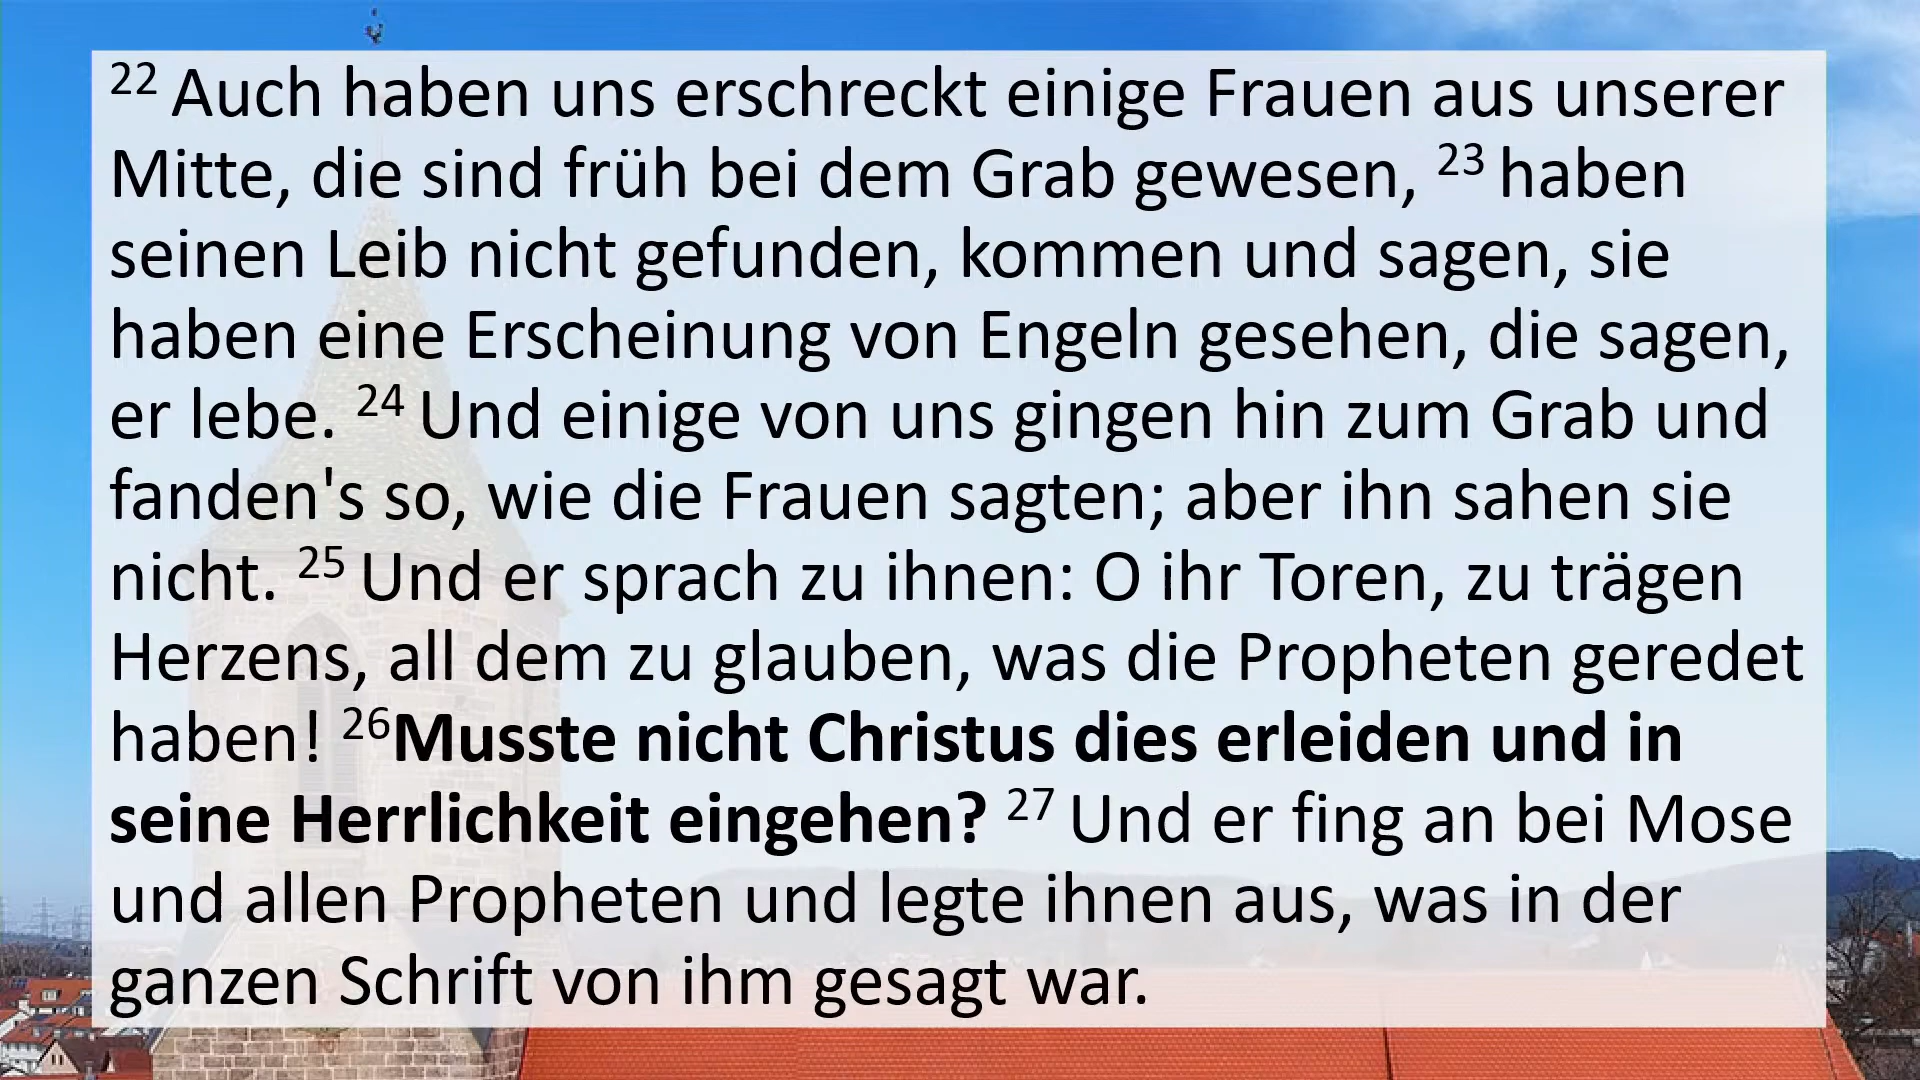 22 Auch haben uns erschreckt einige Frauen aus unserer
Mitte, die sind früh bei dem Grab gewesen, 23 haben
seinen Leib nicht gefunden, kommen und sagen, sie
haben eine Erscheinung von Engeln gesehen, die sagen,
er lebe. 24 Und einige von uns gingen hin zum Grab und
fanden's so, wie die Frauen sagten; aber ihn sahen sie
nicht. 25 Und er sprach zu ihnen: O ihr Toren, zu trägen
Herzens, all dem zu glauben, was die Propheten geredet
haben! 26 Musste nicht Christus dies erleiden und in
seine Herrlichkeit eingehen? 27 Und er fing an bei Mose
und allen Propheten und legte ihnen aus, was in der
ganzen Schrift von ihm gesagt war.